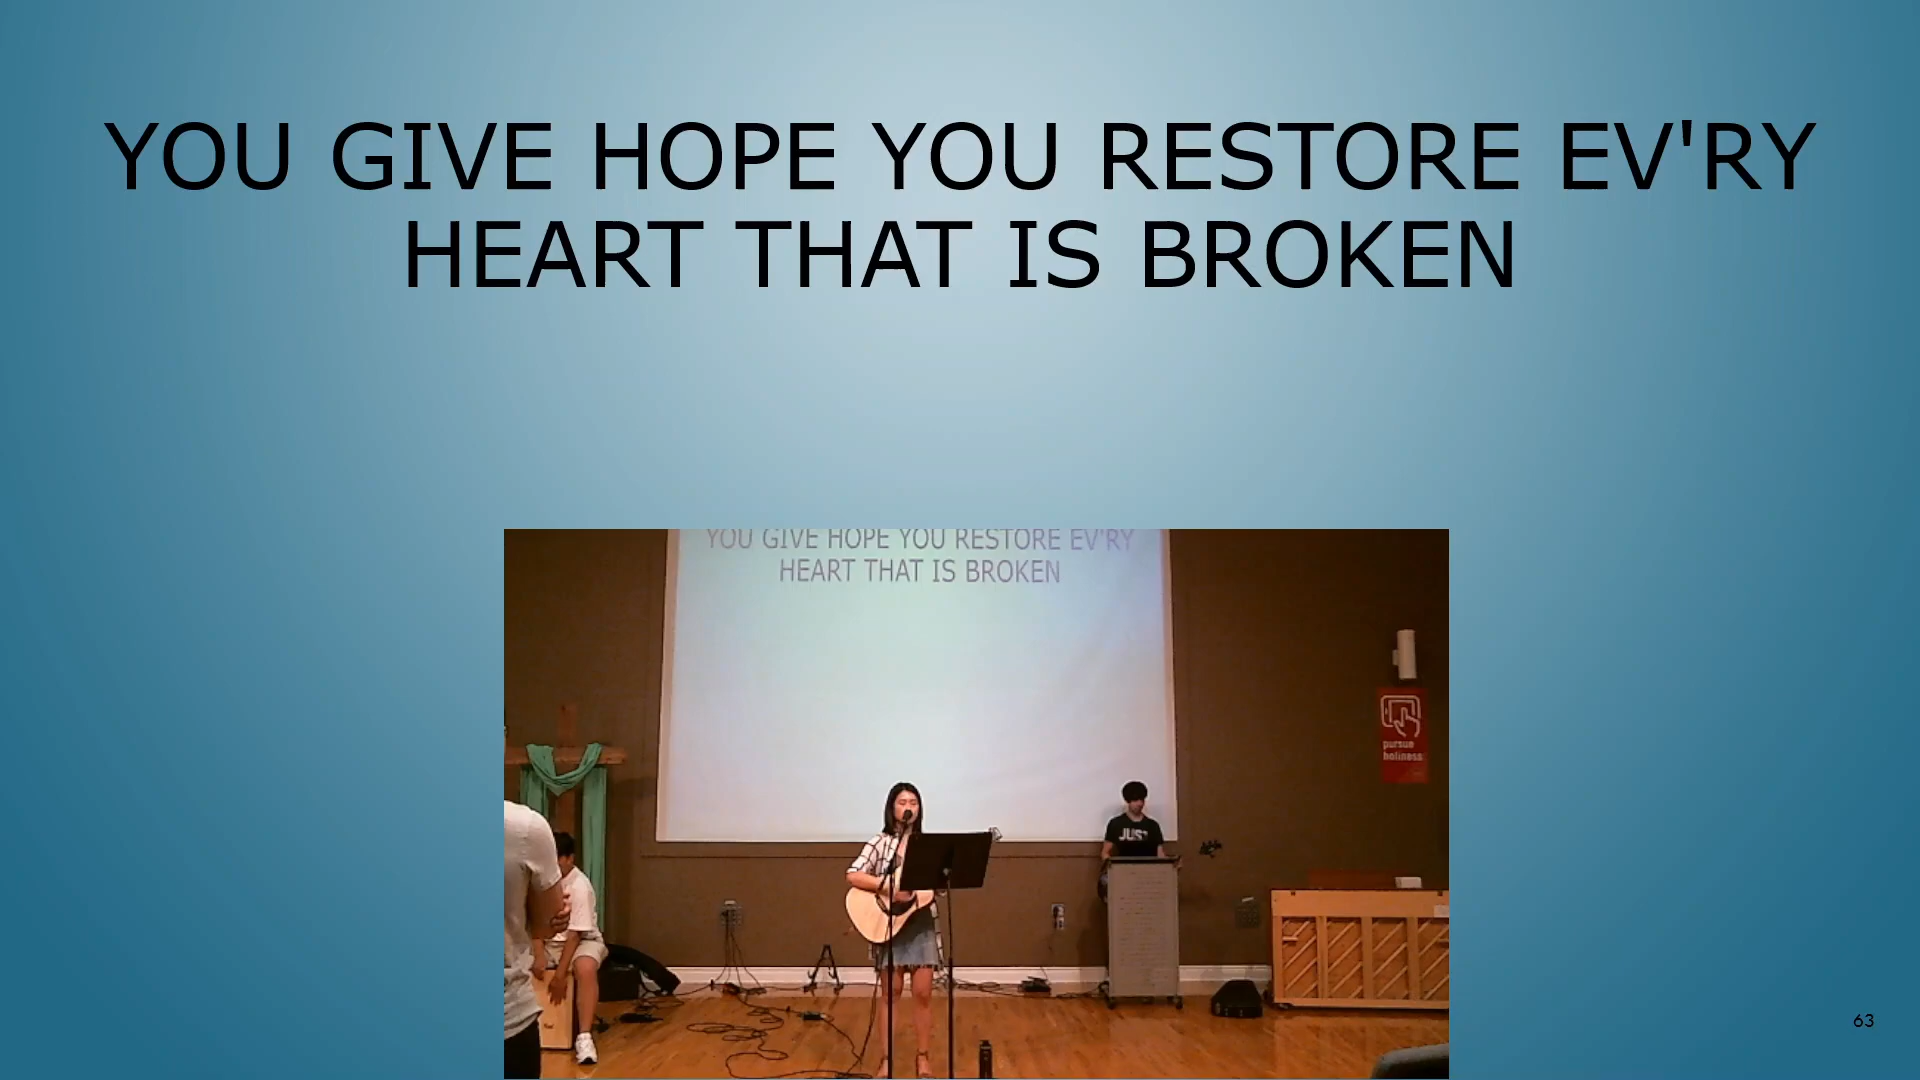 YOU GIVE HOPE YOU RESTORE EV'RY
HEART THAT IS BROKEN
YOU GIVE HOPE YOU RESTORE EV'RY
HEART THAT IS BROKEN
pursue
holiness
JUST
63